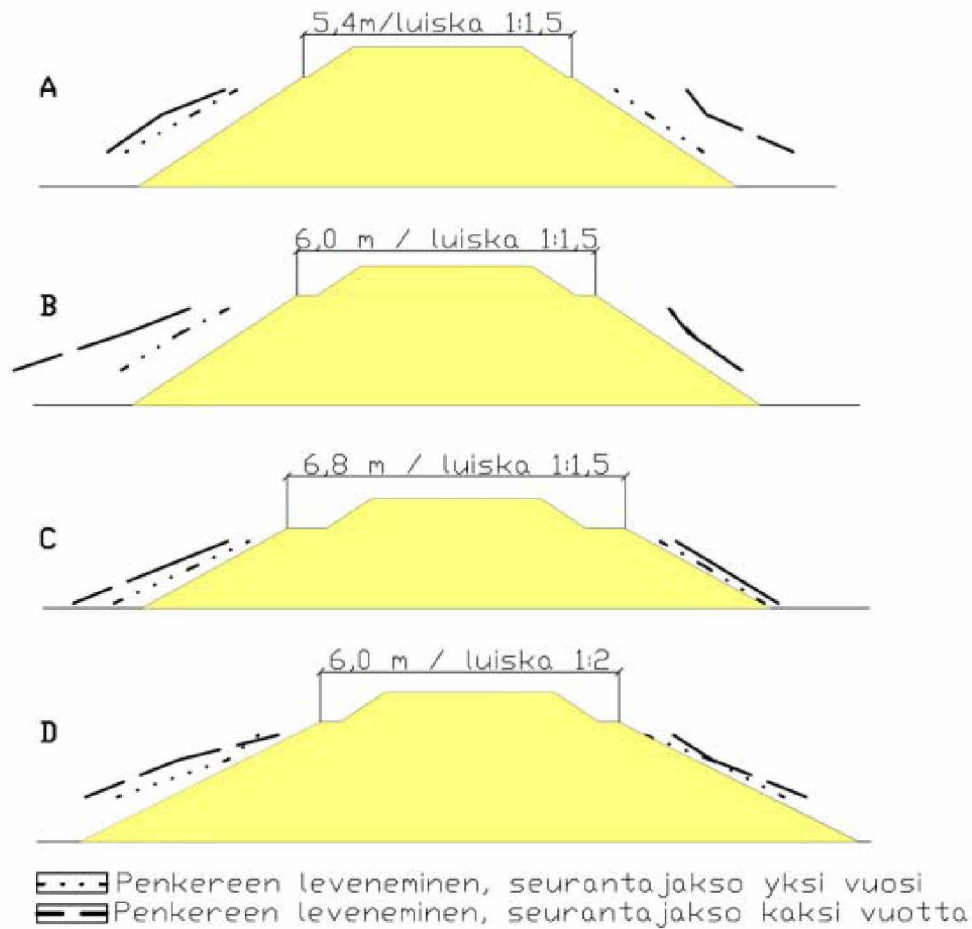 5,4m/luiska 1:1,5
A
6,0 m / luiska 1:1,5
B
6,8 m / luiska 1:1,5
C
6,0 m / luiska 1:2
D
Penkereen leveneminen, seurantajakso yksi vuosi
Penkereen leveneminen, seurantajakso kaksi vuotta